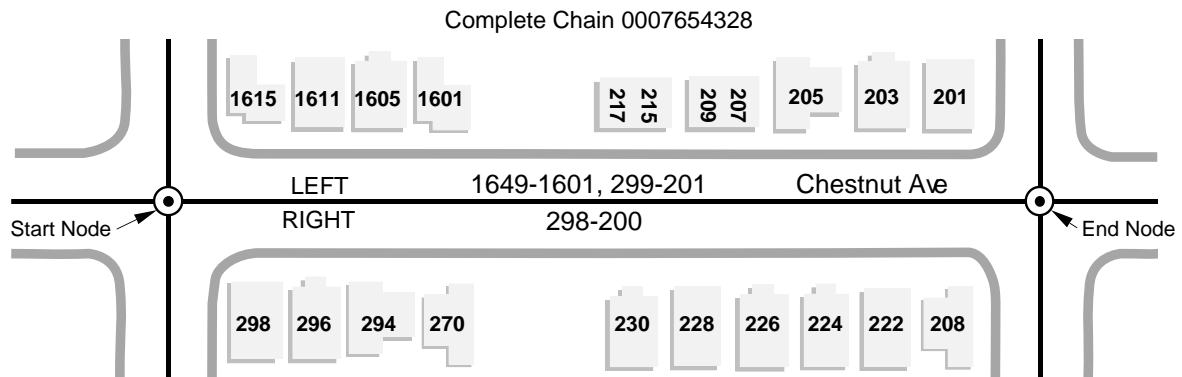 Complete Chain 0007654328
1615 1611 1605 1601 217 215 209 207 205 203 201
LEFT 1649-1601, 299-201 Chestnut Ave
Start Node RIGHT 298-200 End Node
298 296 294 270 230 228 226 224 222 208